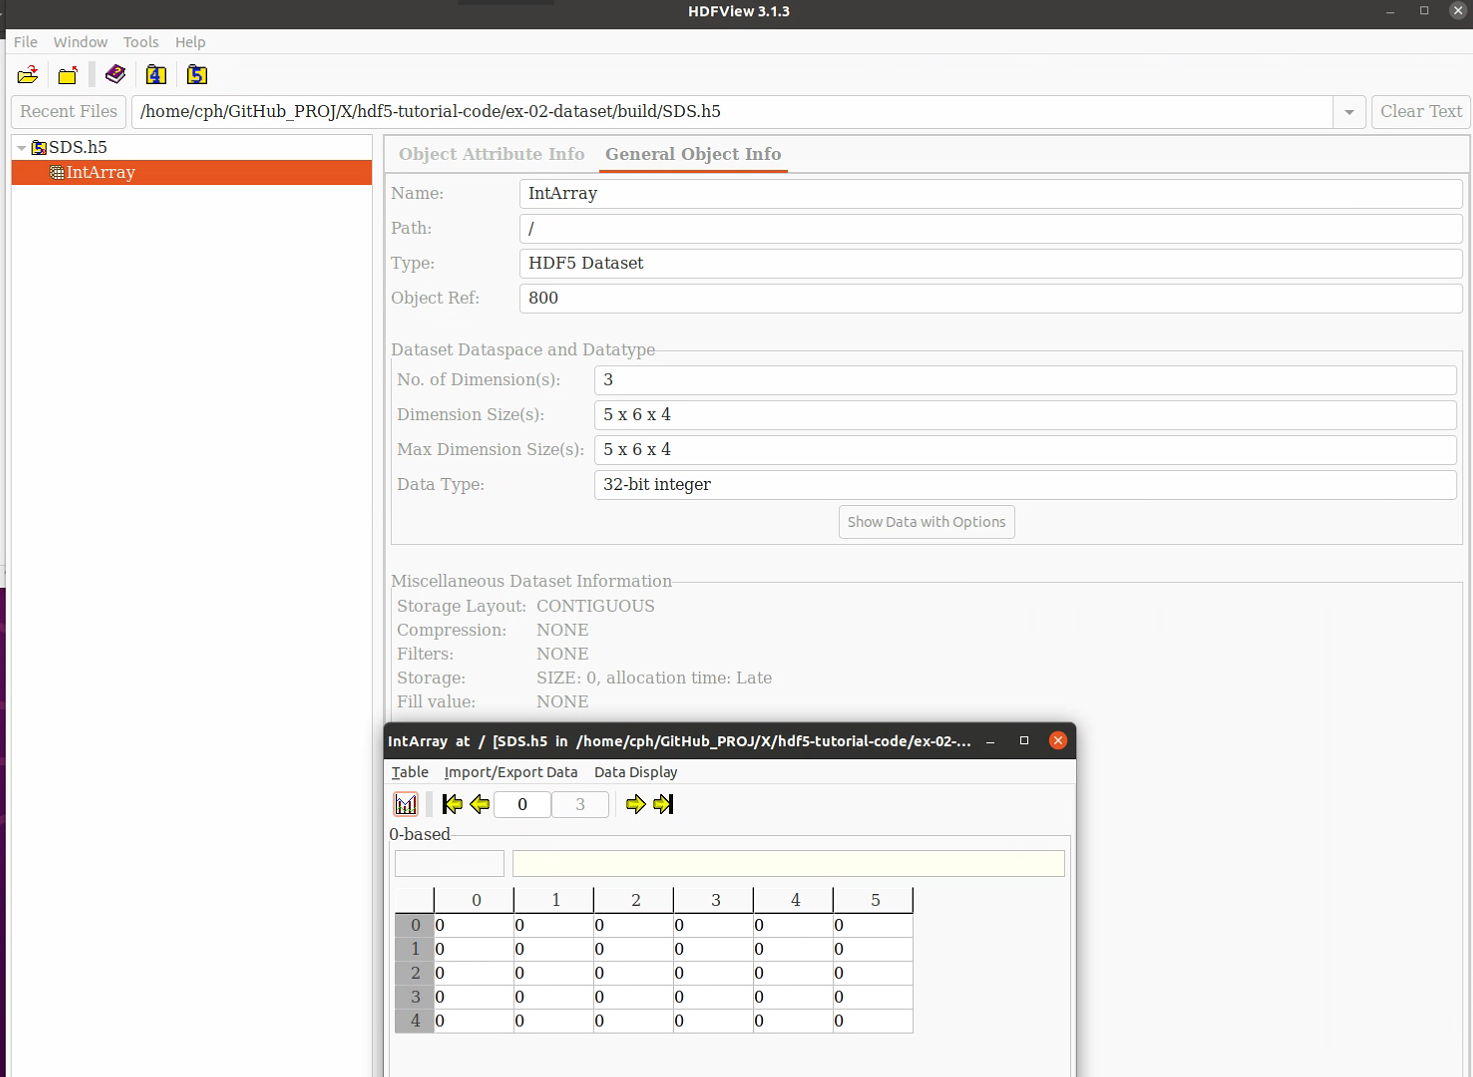 HDFView 3.1.3
File Window Tools Help
4 5
Recent Files /home/cph/GitHub_PROJ/X/hdf5-tutorial-code/ex-02-dataset/build/SDS.h5 Clear Text
SDS.h5
IntArray
Object Attribute Info General Object Info
Name: IntArray
Path: /
Type: HDF5 Dataset
Object Ref: 800
Dataset Dataspace and Datatype
No. of Dimension(s): 3
Dimension Size(s): 5 x 6 x 4
Max Dimension Size(s): 5 x 6 x 4
Data Type: 32-bit integer
Show Data with Options
Miscellaneous Dataset Information
Storage Layout: CONTIGUOUS
Compression: NONE
Filters: NONE
Storage: SIZE: 0, allocation time: Late
Fill value: NONE
IntArray at / [SDS.h5 in /home/cph/GitHub_PROJ/X/hdf5-tutorial-code/ex-02-...
Table Import/Export Data Data Display
0 3
0-based
0 1 2 3 4 5
0 0 0 0 0 0 0
1 0 0 0 0 0 0
2 0 0 0 0 0 0
3 0 0 0 0 0 0
4 0 0 0 0 0 0